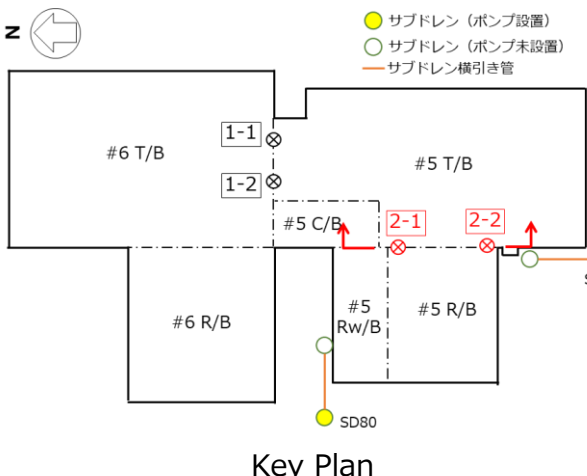 N
サブドレン（ポンプ設置）
サブドレン（ポンプ未設置）
サブドレン横引き管
1-1
#6 T/B
#5 T/B
1-2
#5 C/B
2-1
2-2
S
#6 R/B
#5
Rw/B
#5 R/B
SD80
Key Plan